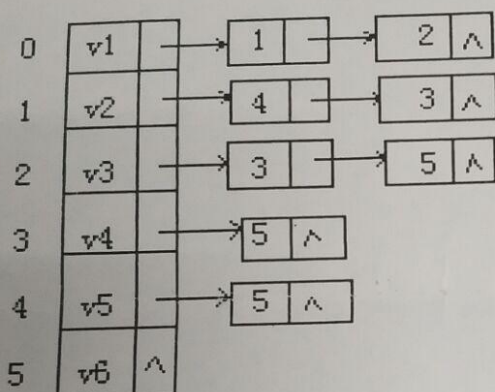 0 v1 1 2 ∧
1 v2 4 3 ∧
2 v3 3 5 ∧
3 v4 5 ∧
4 v5 5 ∧
5 v6 ∧